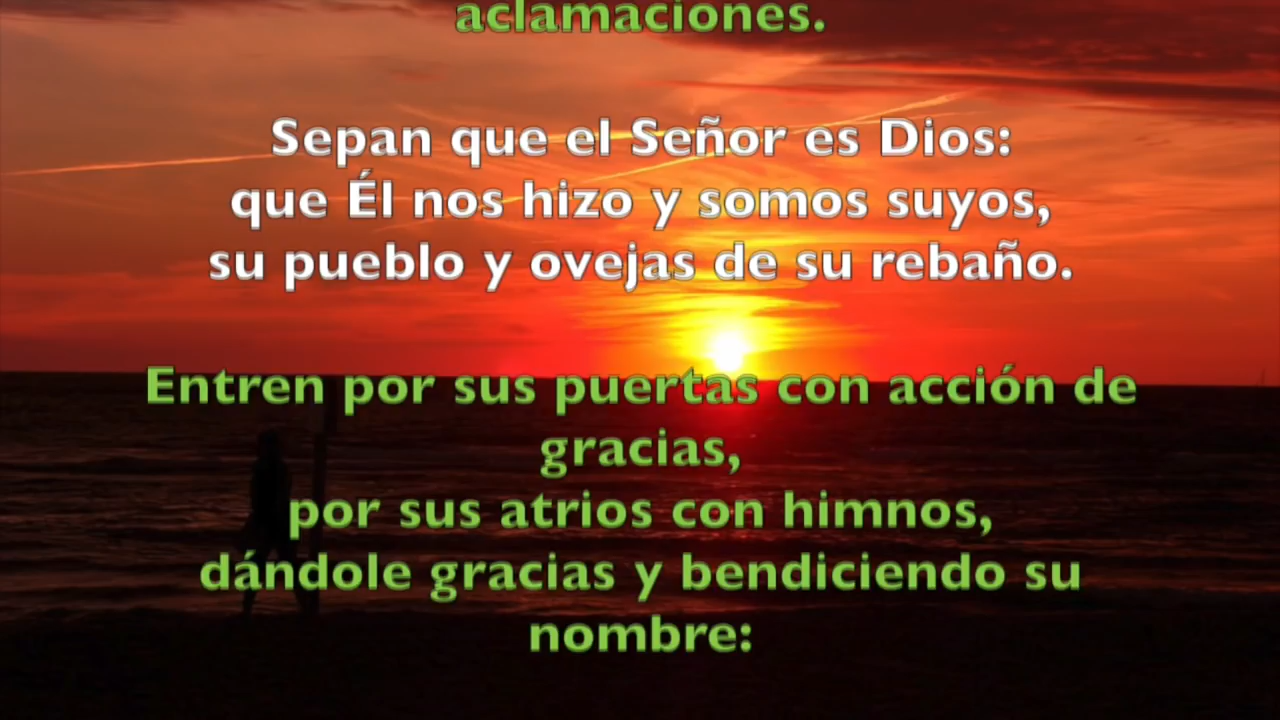 aclamaciones.
Sepan que el Señor es Dios:
que Él nos hizo y somos suyos,
su pueblo y ovejas de su rebaño.
Entren por sus puertas con acción de
gracias,
por sus atrios con himnos,
dándole gracias y bendiciendo su
nombre: